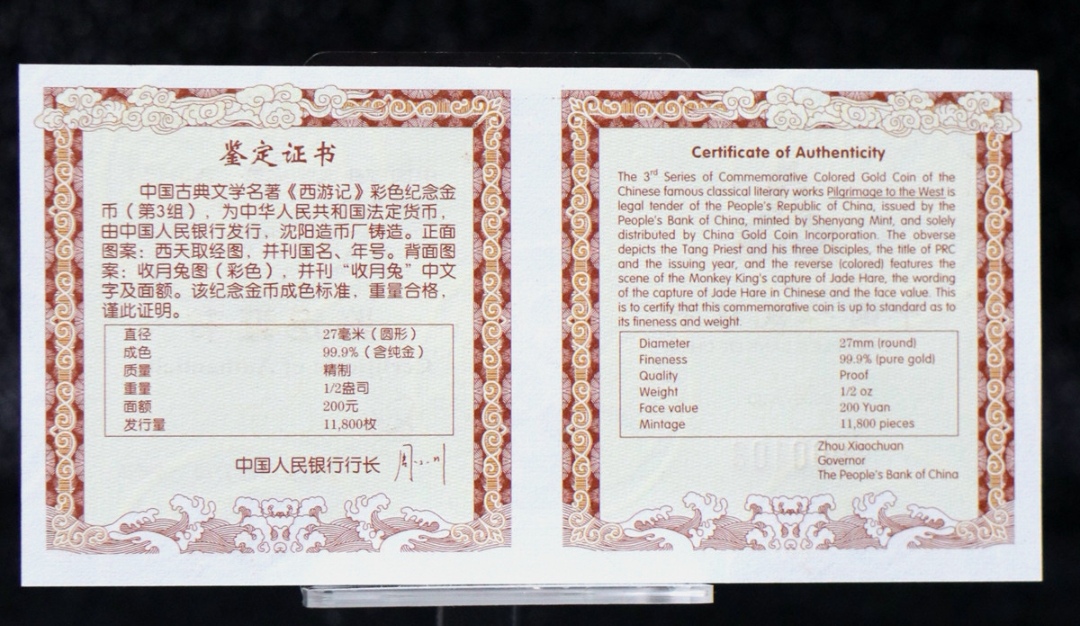 鉴定证书
中国古典文学名著《西游记》彩色纪念金
币（第3组），为中华人民共和国法定货币，
由中国人民银行发行，沈阳造币厂铸造。正面
图案：西天取经图，并刊国名、年号。背面图
案：收月兔图（彩色），并刊“收月兔”中文
字及面额。该纪念金币成色标准，重量合格，
谨此证明。
直径 27毫米（圆形）
成色 99.9%（含纯金）
质量 精制
重量 1/2盎司
面额 200元
发行量 11,800枚
中国人民银行行长
Certificate of Authenticity
The 3rd Series of Commemorative Colored Gold Coin of the
Chinese famous classical literary works Pilgrimage to the West is
legal tender of the People's Republic of China, issued by the
People's Bank of China, minted by Shenyang Mint, and solely
distributed by China Gold Coin Incorporation. The obverse
depicts the Tang Priest and his three Disciples, the title of PRC
and the issuing year, and the reverse (colored) features the
scene of the Monkey King's capture of Jade Hare, the wording
of the capture of Jade Hare in Chinese and the face value. This
is to certify that this commemorative coin is up to standard as to
its fineness and weight.
Diameter 27mm (round)
Fineness 99.9% (pure gold)
Quality Proof
Weight 1/2 oz
Face value 200 Yuan
Mintage 11,800 pieces
Zhou Xiaochuan
Governor
The People's Bank of China